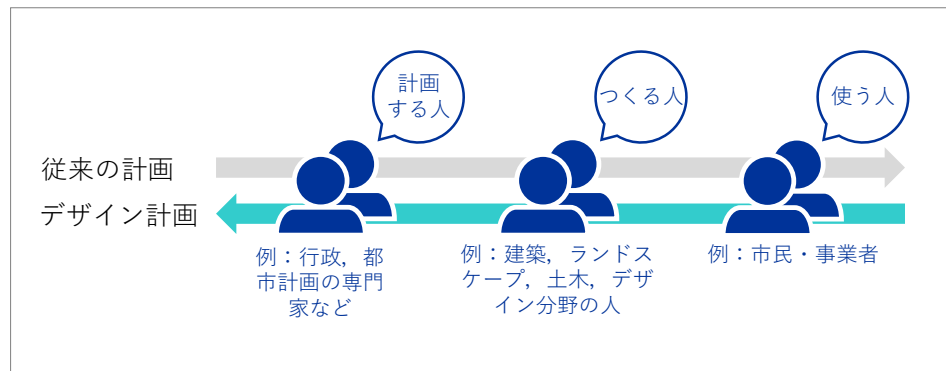 計画
する人
つくる人
使う人
従来の計画
デザイン計画
例：行政，都
市計画の専門
家など
例：建築，ランドス
ケープ，土木，デザ
イン分野の人
例：市民・事業者